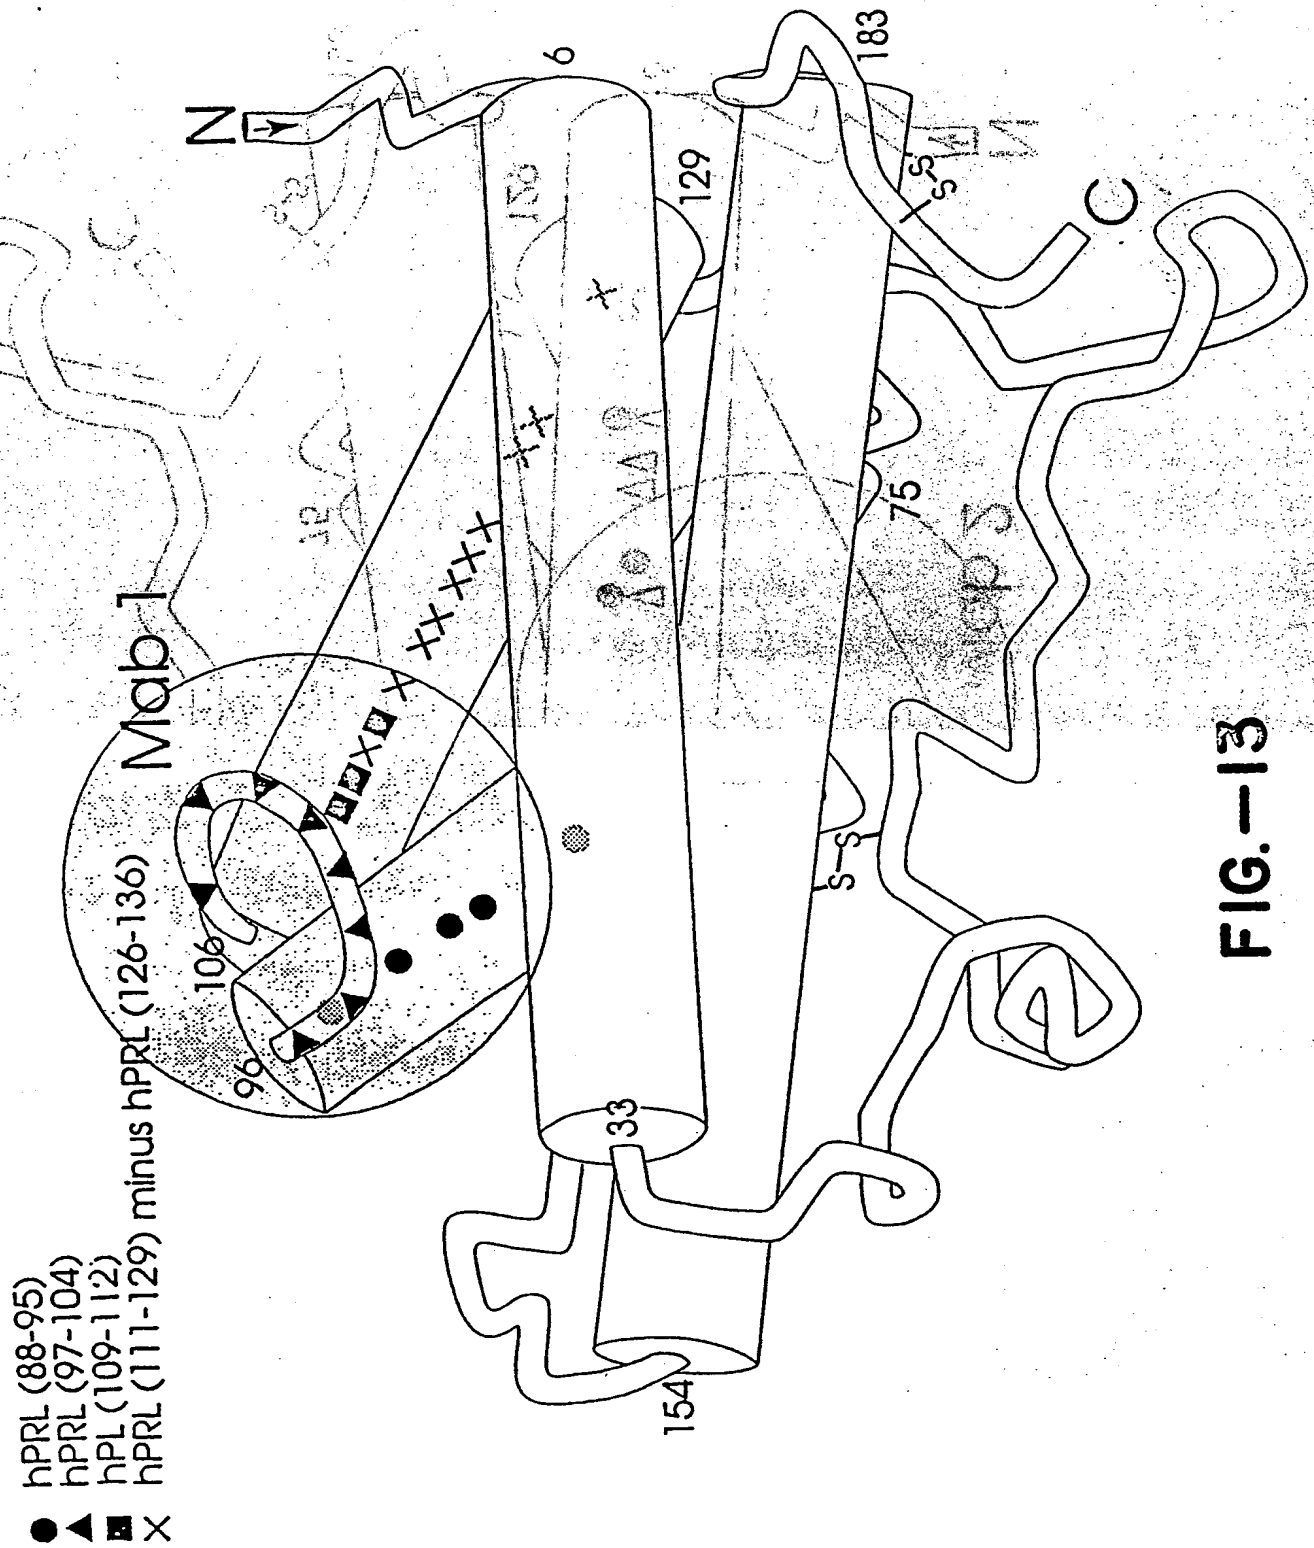 ● hPRL (88-95)
▲ hPRL (97-104)
■ hPL (109-112)
× hPRL (111-129) minus hPRL (126-136)
Mab 1
N
6
183
129
S-S
C
75
106
96
S-S
33
154
FIG.—13